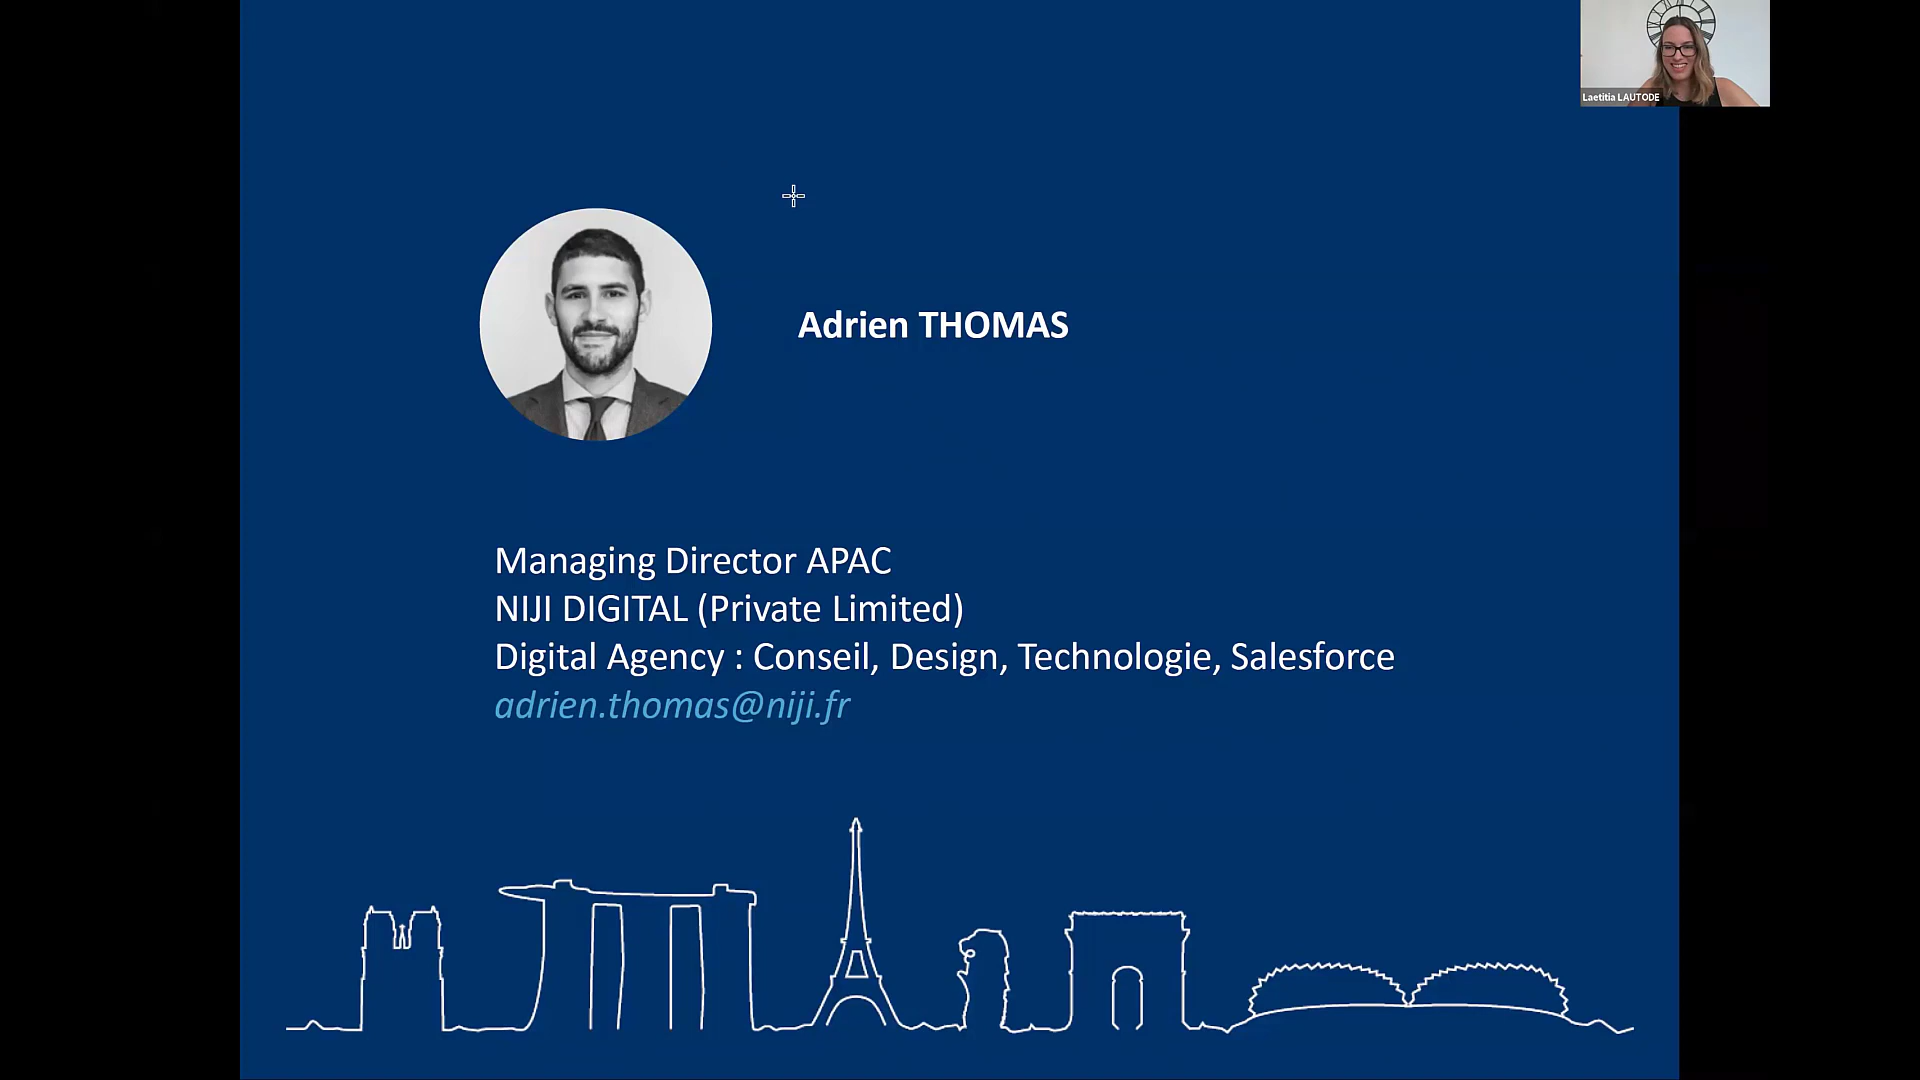 Laetitia LAUTODE
Adrien THOMAS
Managing Director APAC
NIJI DIGITAL (Private Limited)
Digital Agency : Conseil, Design, Technologie, Salesforce
adrien.thomas@niji.fr